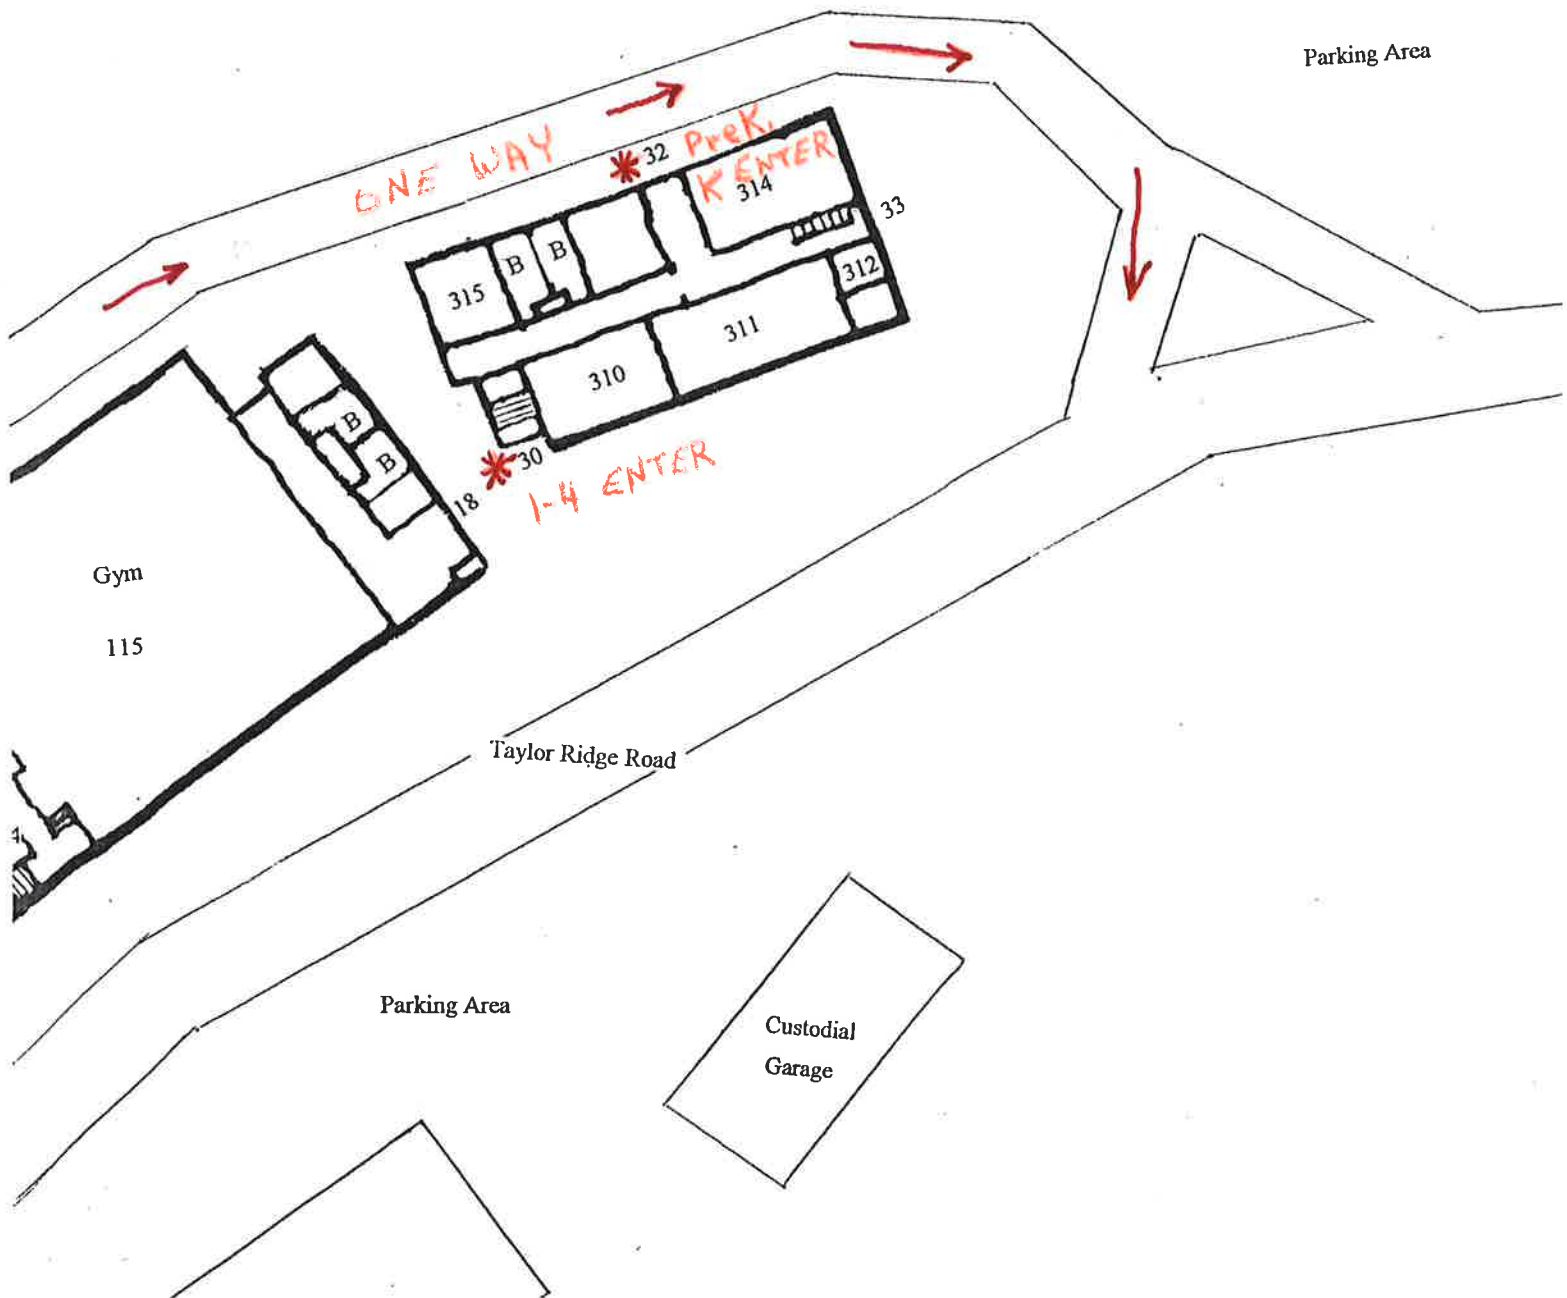 Parking Area
ONE WAY
32
PreK,
K ENTER
314
33
B
B
315
312
311
310
B
B
30
18
1-4 ENTER
Gym
115
Taylor Ridge Road
Parking Area
Custodial
Garage